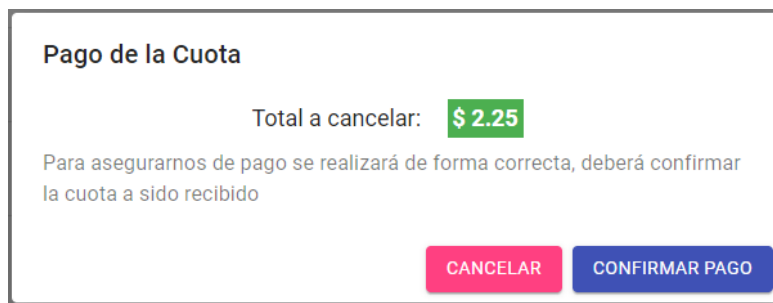 Pago de la Cuota
Total a cancelar: $ 2.25
Para asegurarnos de pago se realizará de forma correcta, deberá confirmar
la cuota a sido recibido
CANCELAR CONFIRMAR PAGO